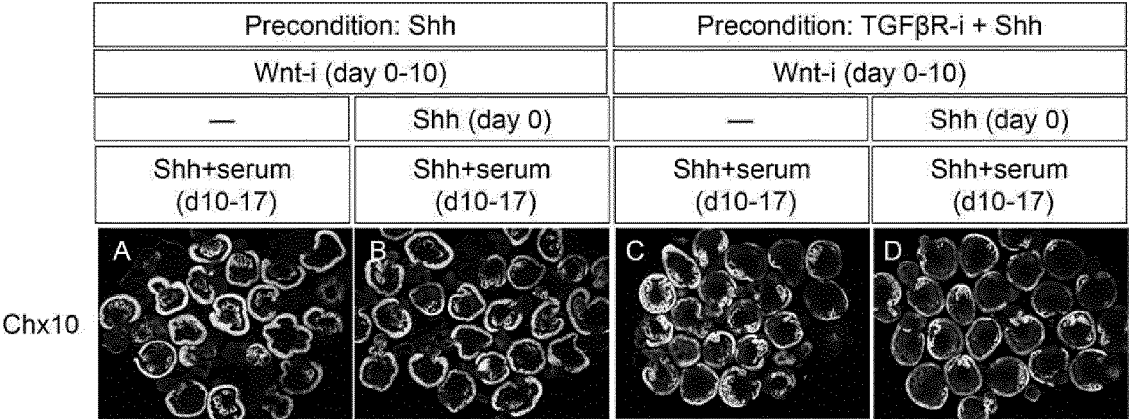 Precondition: Shh
Precondition: TGFβR-i + Shh
Wnt-i (day 0-10)
Wnt-i (day 0-10)
—
Shh (day 0)
—
Shh (day 0)
Shh+serum
(d10-17)
Shh+serum
(d10-17)
Shh+serum
(d10-17)
Shh+serum
(d10-17)
A
B
C
D
Chx10